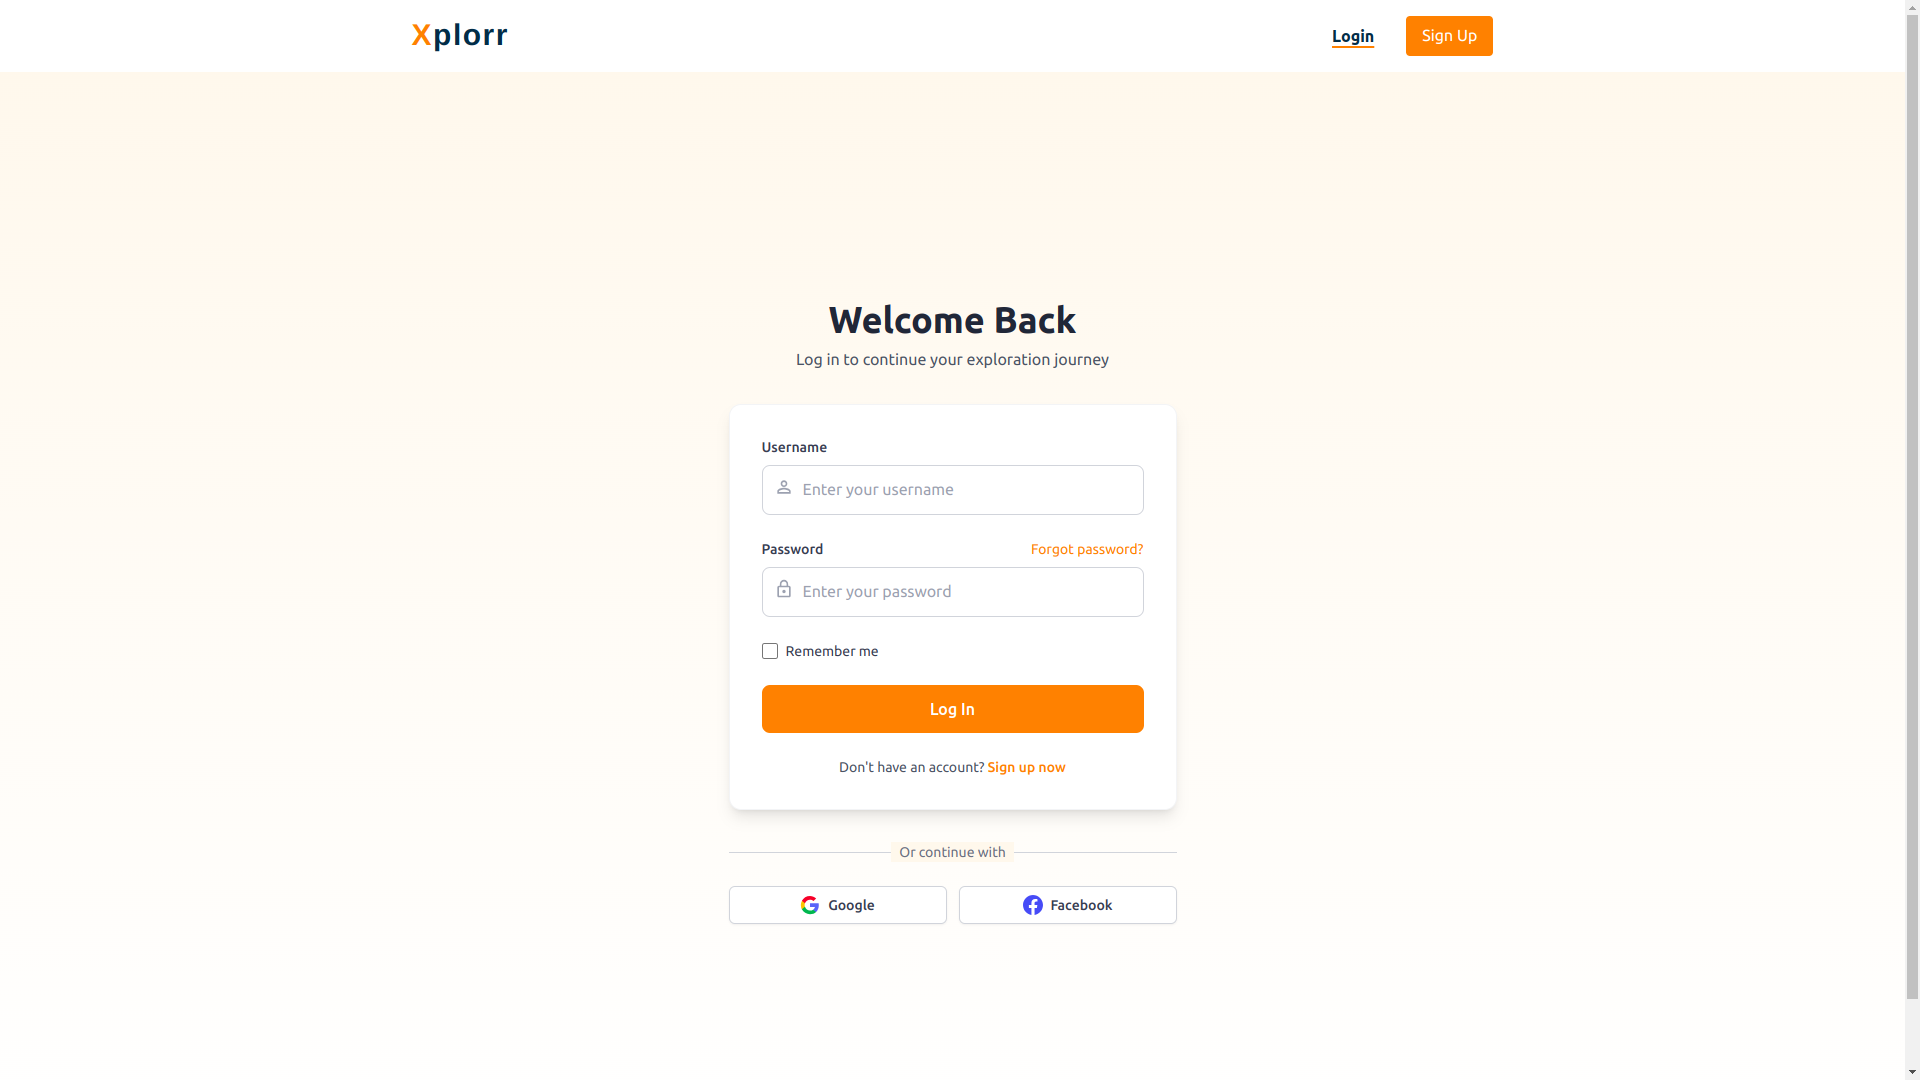 Xplorr
Login
Sign Up
Welcome Back
Log in to continue your exploration journey
Username
Enter your username
Password
Forgot password?
Enter your password
Remember me
Log In
Don't have an account? Sign up now
Or continue with
Google
Facebook